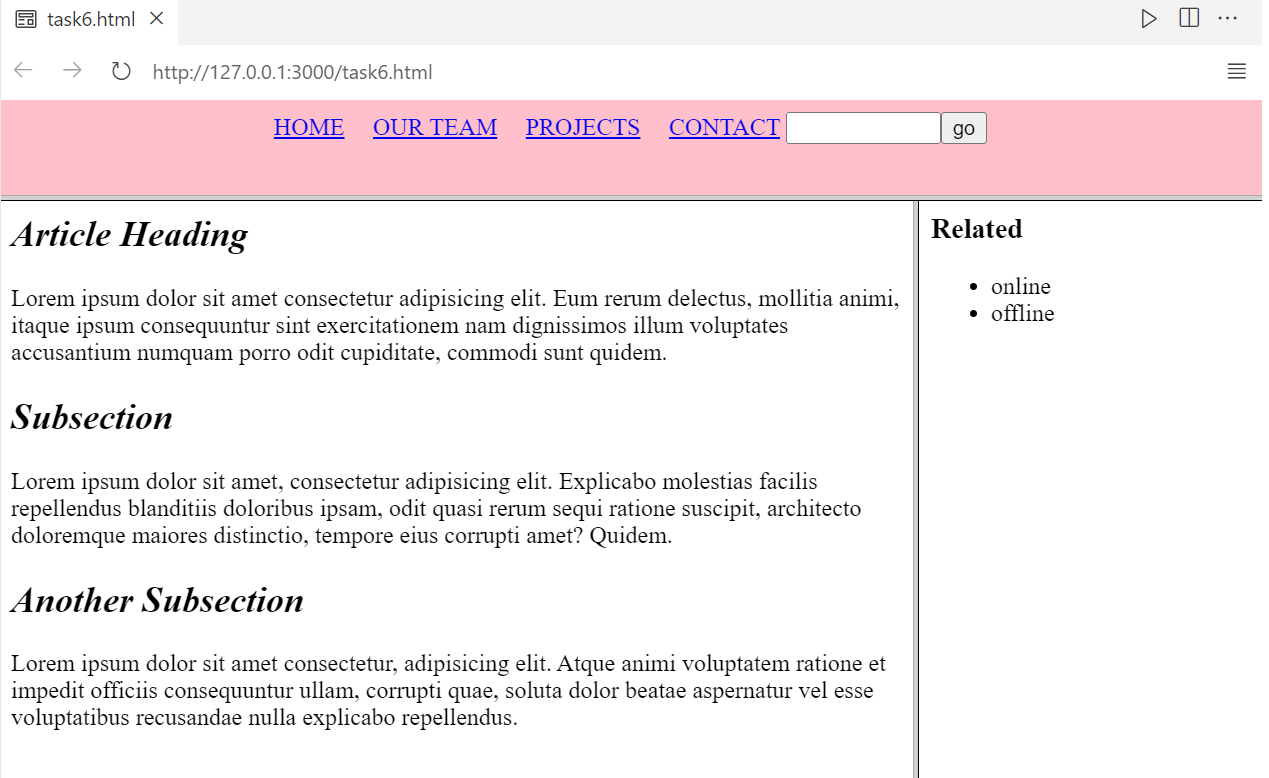 task6.html
http://127.0.0.1:3000/task6.html
HOME OUR TEAM PROJECTS CONTACT go
Article Heading
Lorem ipsum dolor sit amet consectetur adipisicing elit. Eum rerum delectus, mollitia animi,
itaque ipsum consequuntur sint exercitationem nam dignissimos illum voluptates
accusantium numquam porro odit cupiditate, commodi sunt quidem.
Subsection
Lorem ipsum dolor sit amet, consectetur adipisicing elit. Explicabo molestias facilis
repellendus blanditiis doloribus ipsam, odit quasi rerum sequi ratione suscipit, architecto
doloremque maiores distinctio, tempore eius corrupti amet? Quidem.
Another Subsection
Lorem ipsum dolor sit amet consectetur, adipisicing elit. Atque animi voluptatem ratione et
impedit officiis consequuntur ullam, corrupti quae, soluta dolor beatae aspernatur vel esse
voluptatibus recusandae nulla explicabo repellendus.
Related
online
offline